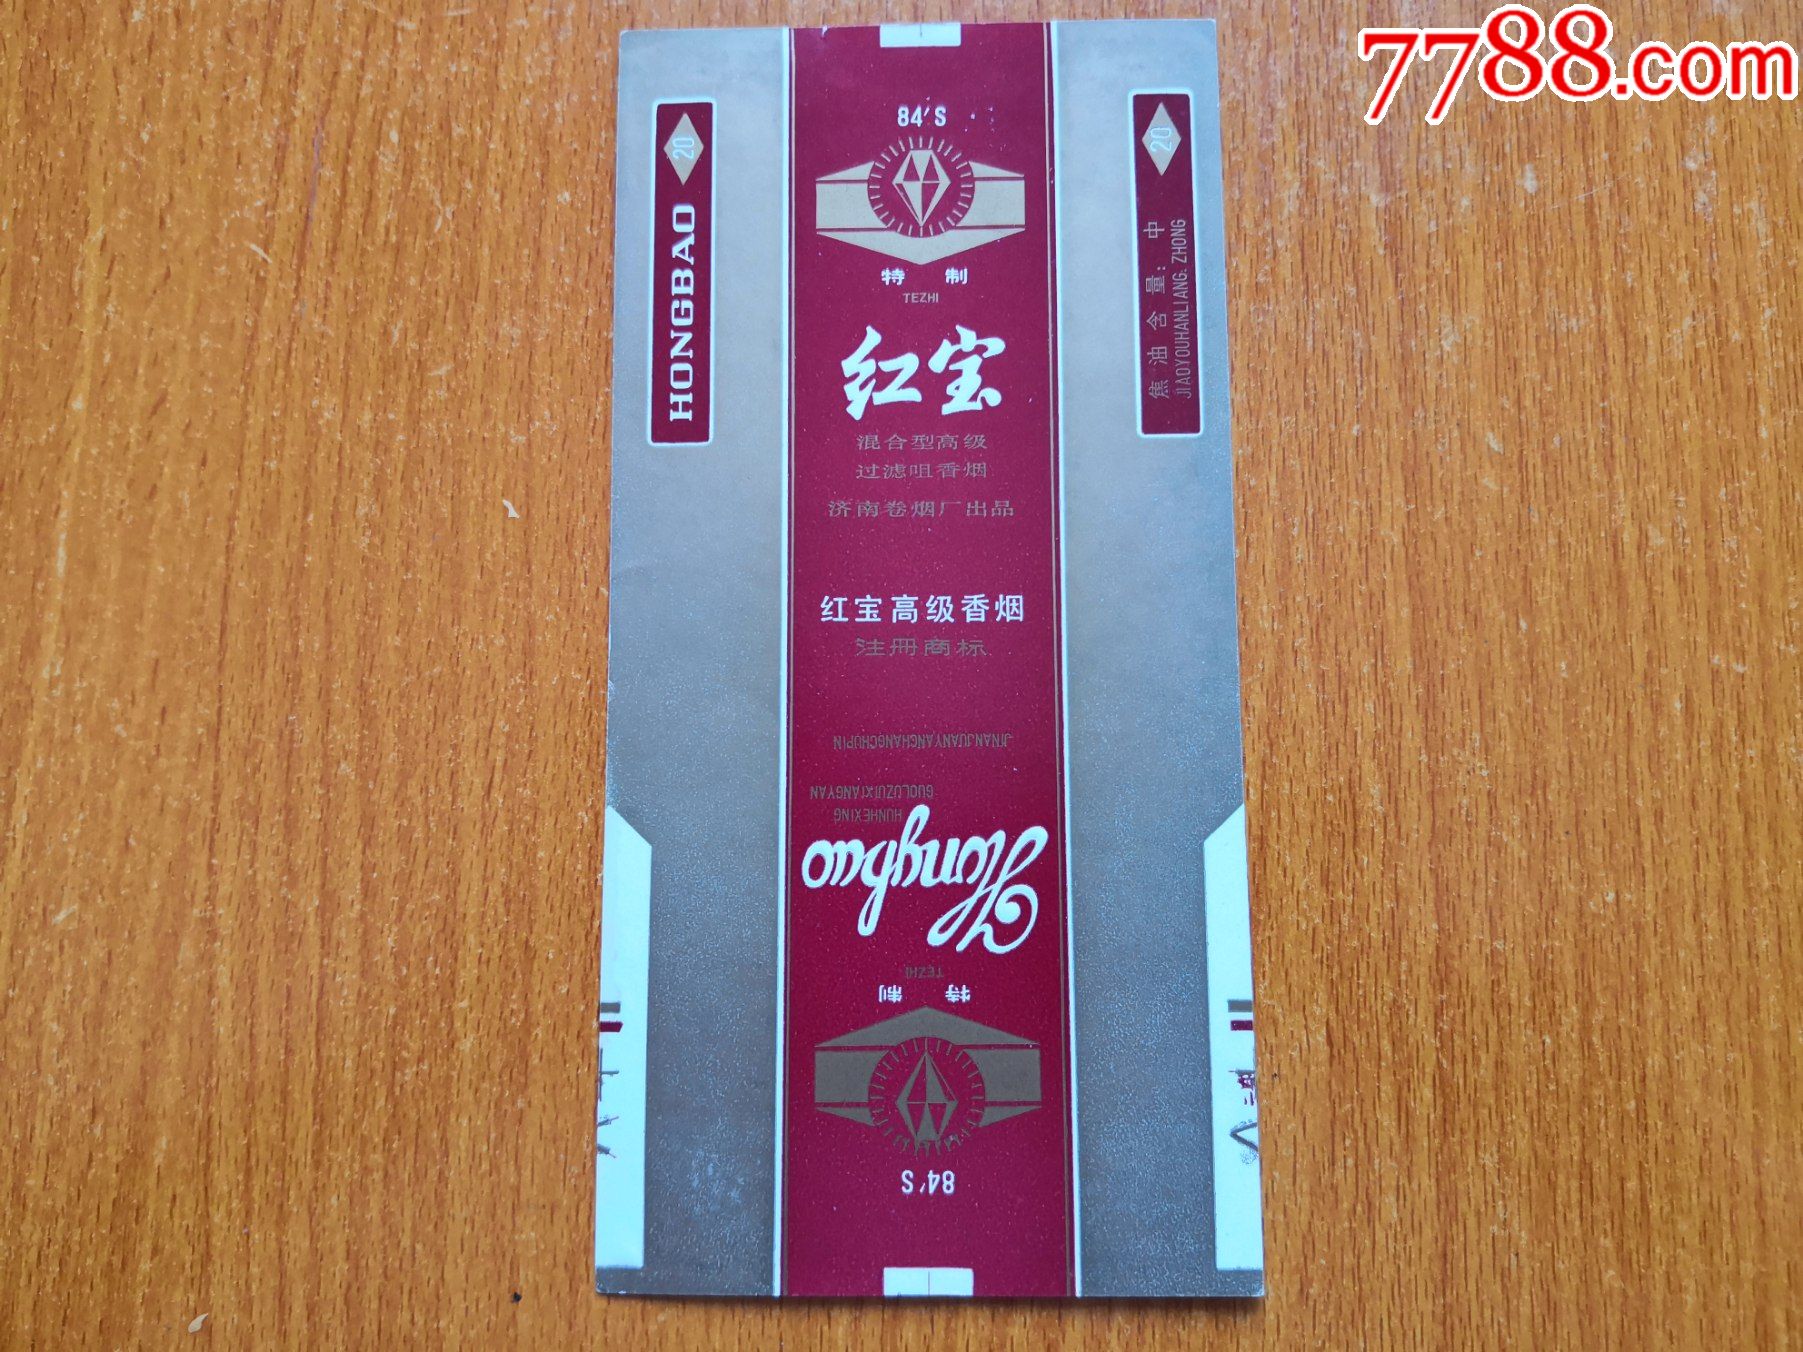 7788.com
84'S
特 制
TEZHI
红宝
混合型高级
过滤咀香烟
济南卷烟厂出品
红宝高级香烟
注册商标
JINANJUANYANCHANGCHUPIN
GUOLUZUIXIANGYAN
HUNHEXING
Hongbao
TEZHI
特 制
84'S
20
HONGBAO
20
焦油含量:中
JIAOYOUHANLIANG:ZHONG